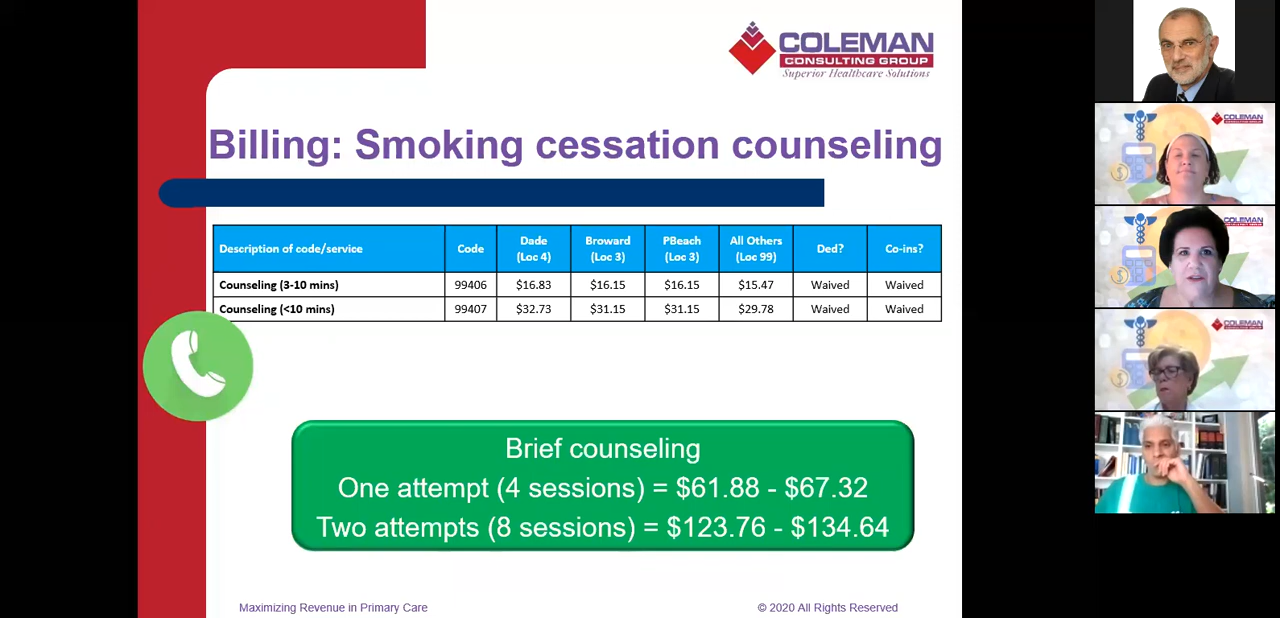 COLEMAN
CONSULTING GROUP
Superior Healthcare Solutions
Billing: Smoking cessation counseling
Description of code/service Code Dade (Loc 4) Broward (Loc 3) PBeach (Loc 3) All Others (Loc 99) Ded? Co-ins?
Counseling (3-10 mins) 99406 $16.83 $16.15 $16.15 $15.47 Waived Waived
Counseling (<10 mins) 99407 $32.73 $31.15 $31.15 $29.78 Waived Waived
Brief counseling
One attempt (4 sessions) = $61.88 - $67.32
Two attempts (8 sessions) = $123.76 - $134.64
Maximizing Revenue in Primary Care
© 2020 All Rights Reserved
COLEMAN
COLEMAN
COLEMAN